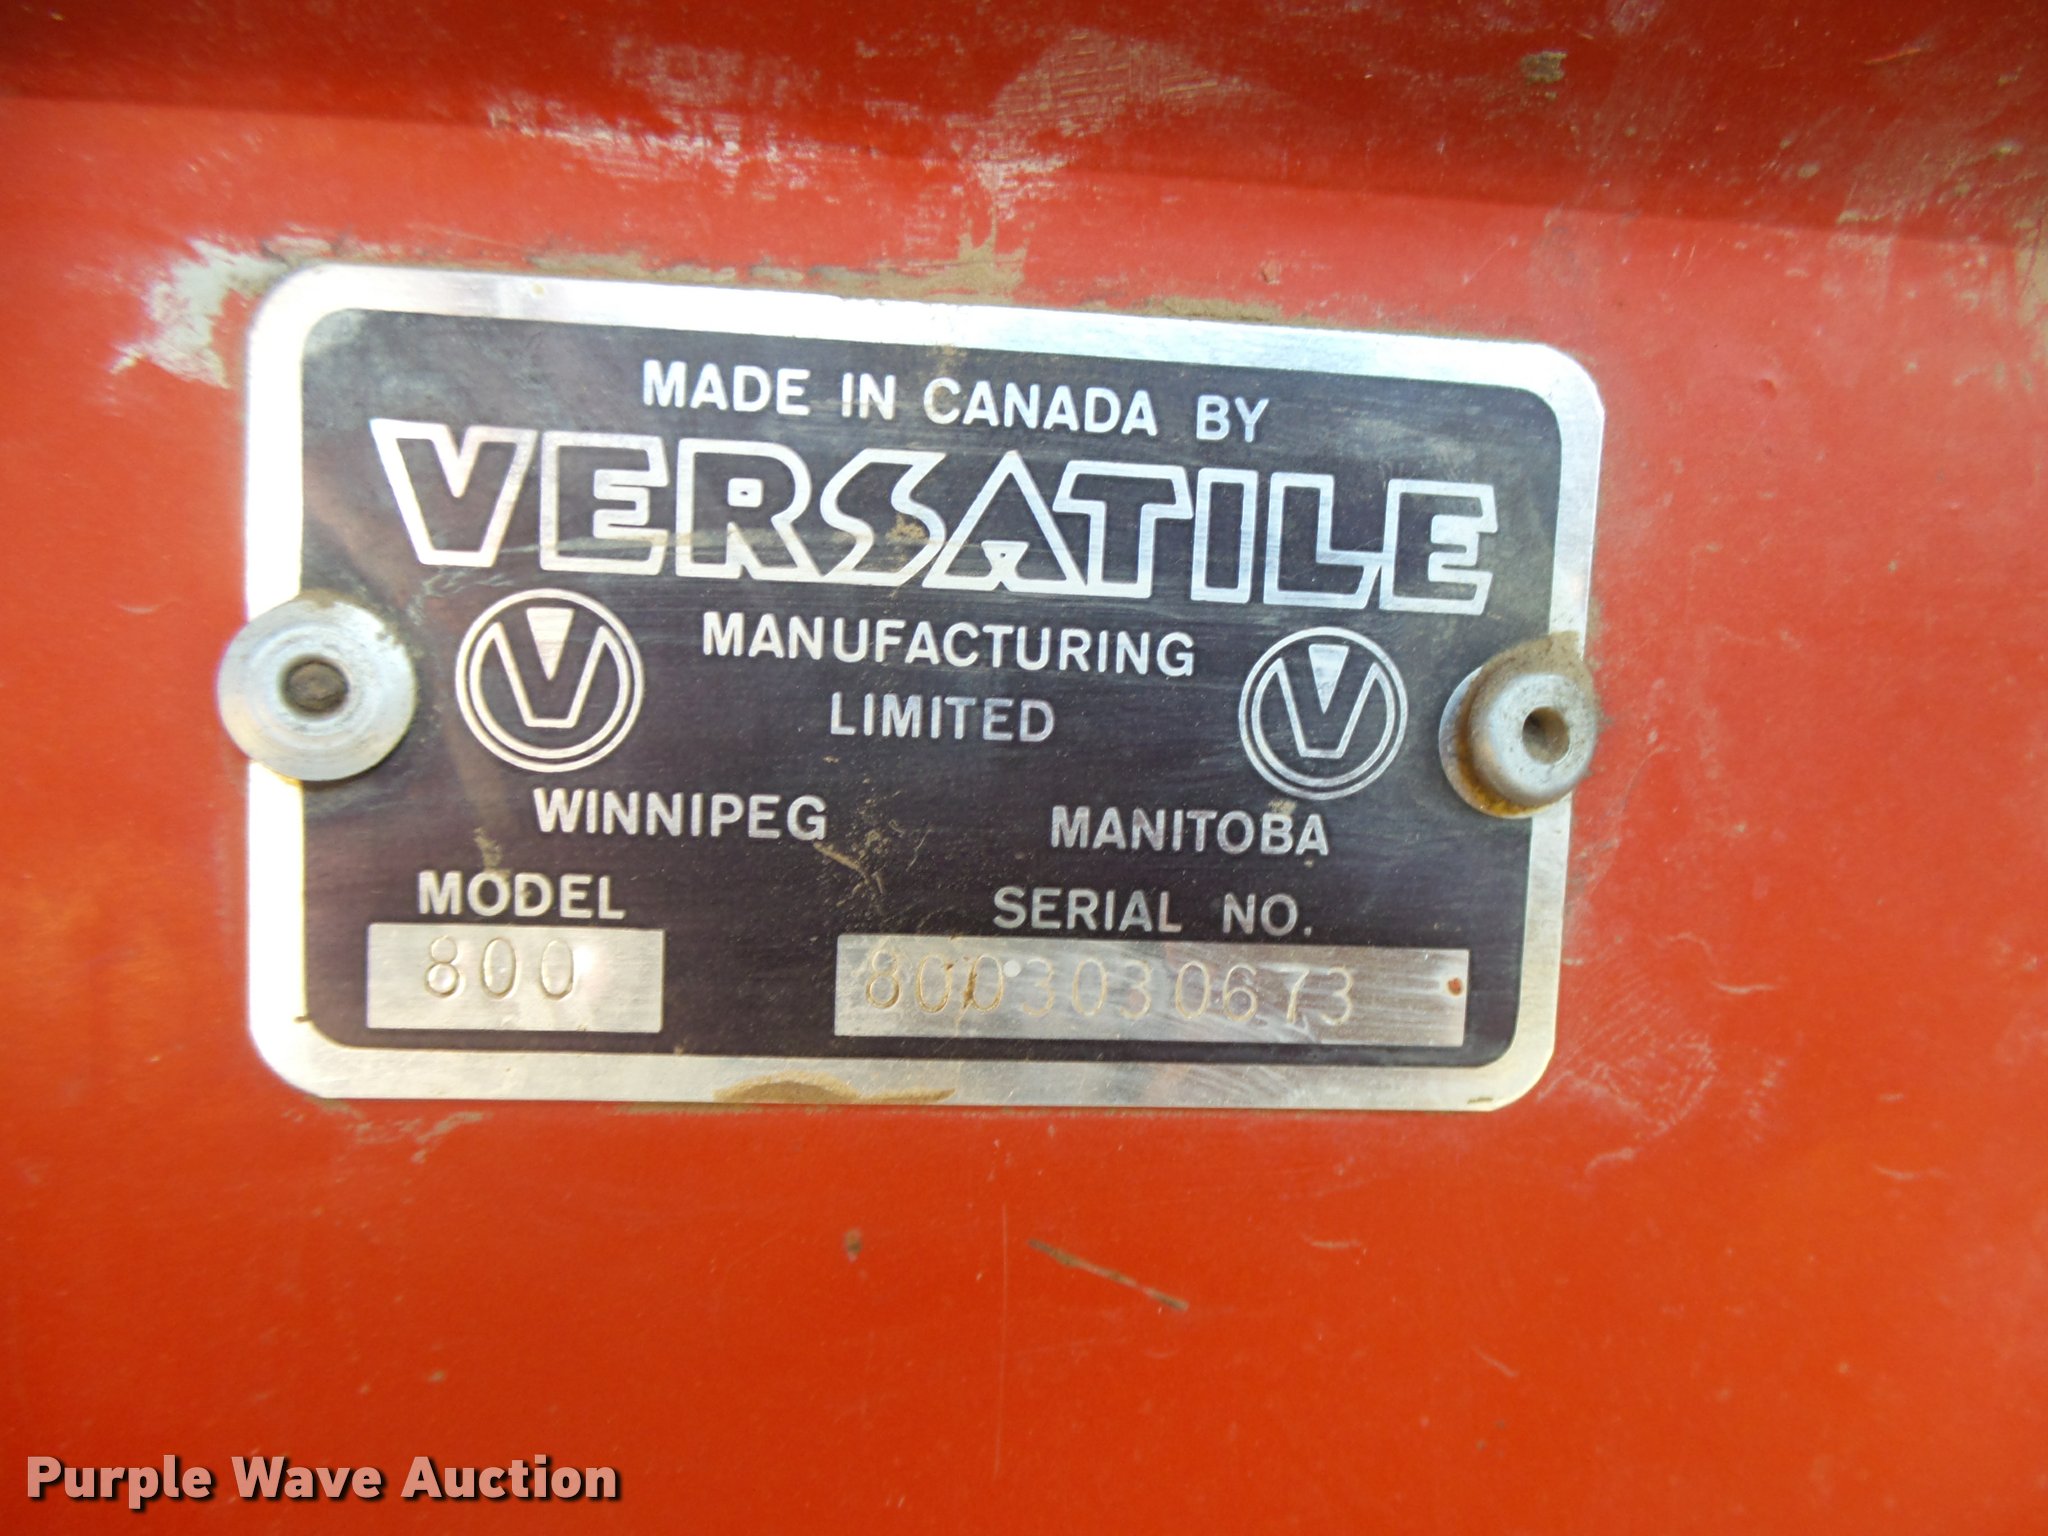 MADE IN CANADA BY
VERSATILE
MANUFACTURING
LIMITED
WINNIPEG MANITOBA
MODEL SERIAL NO.
800 8003030673
Purple Wave Auction